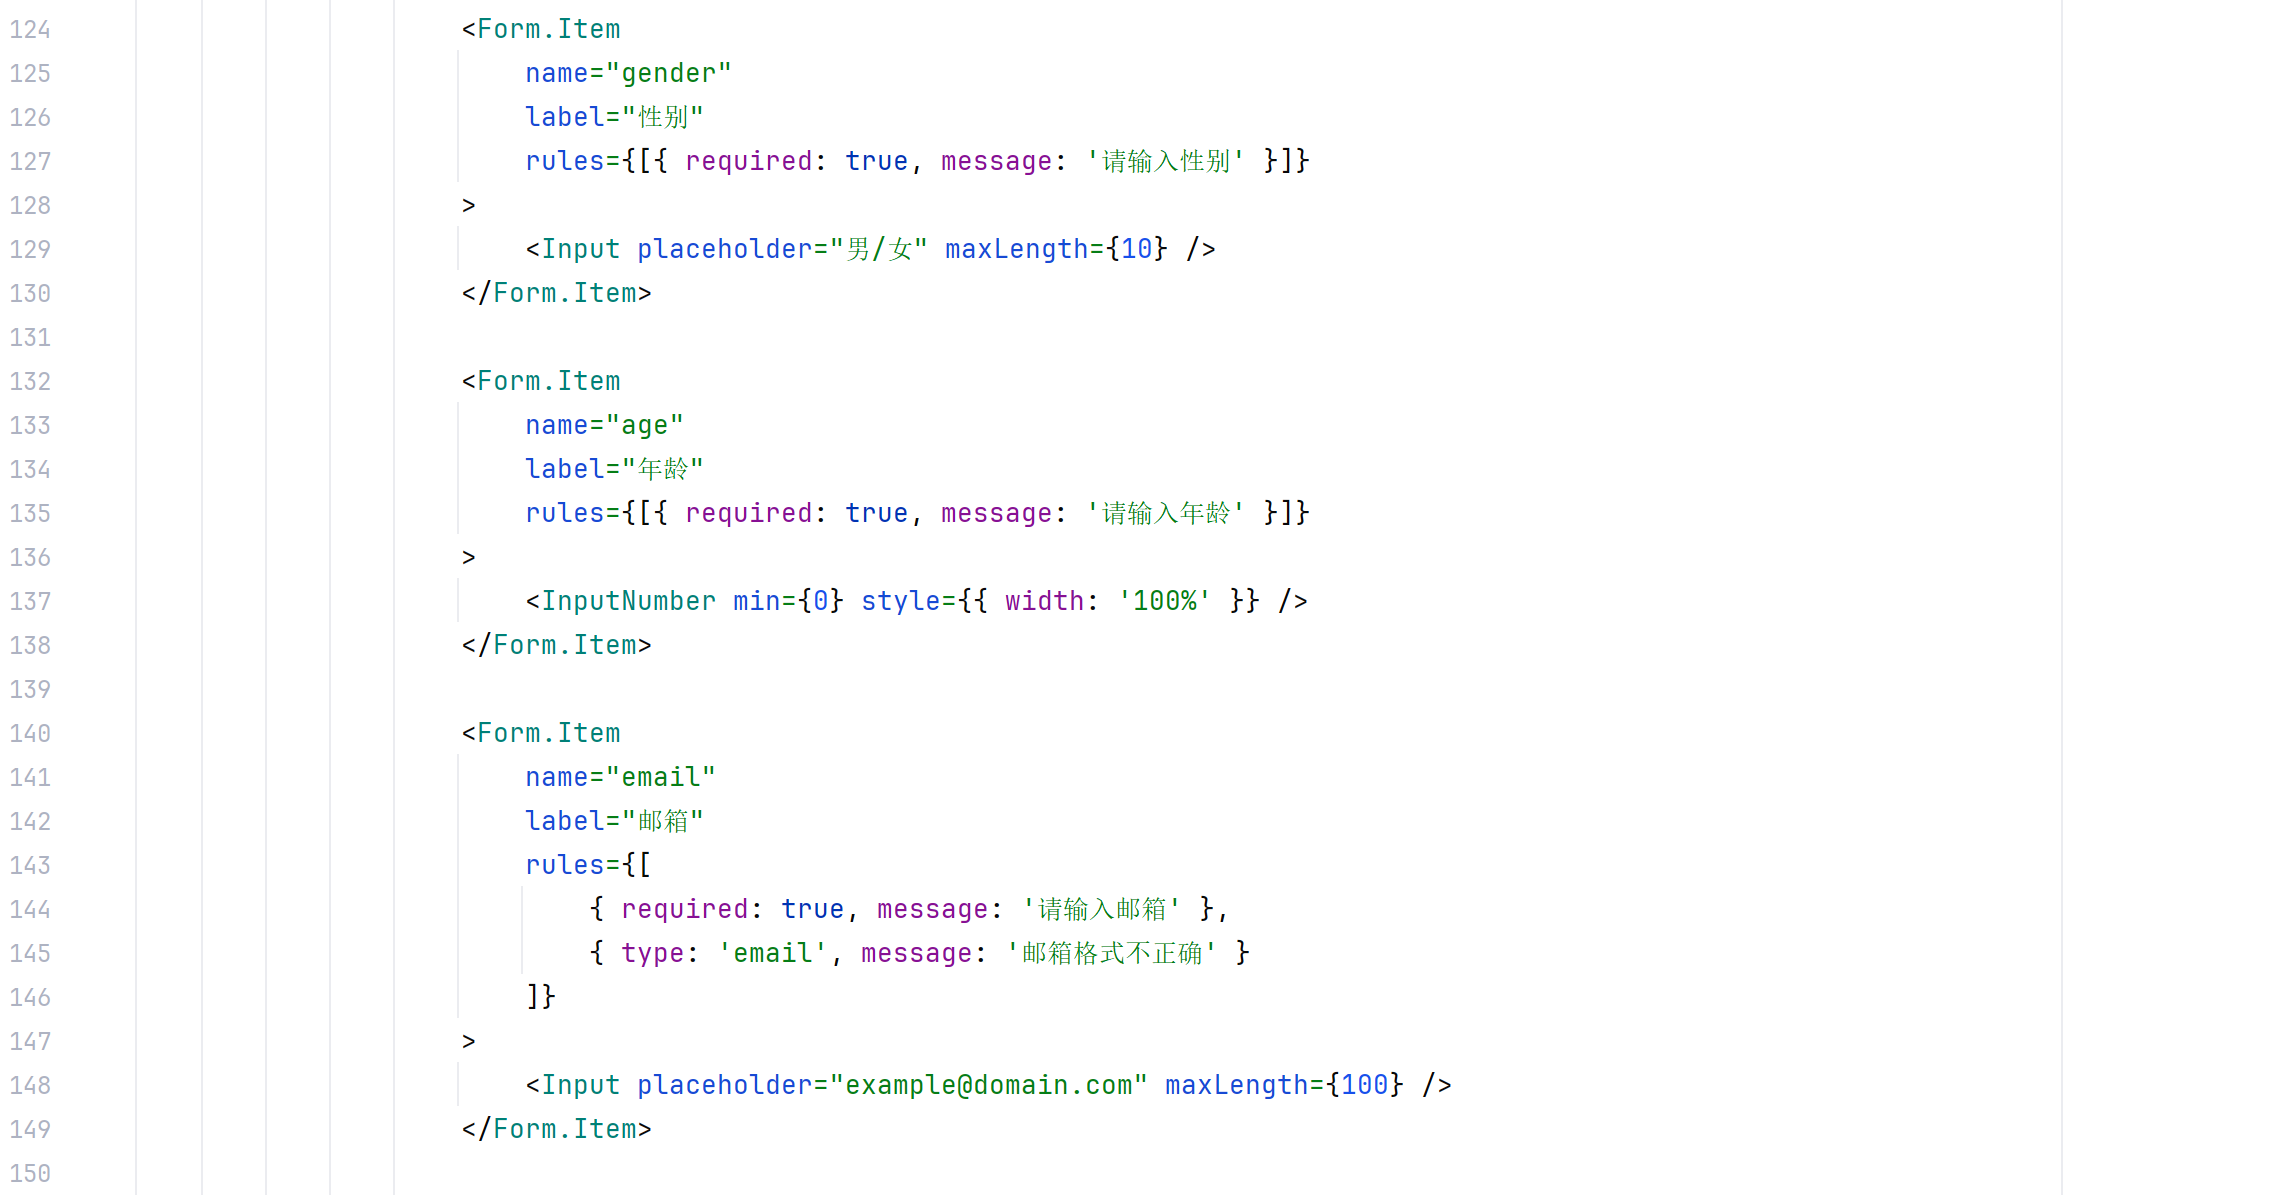 124 <Form.Item
125 name="gender"
126 label="性别"
127 rules={[{ required: true, message: '请输入性别' }]}
128 >
129 <Input placeholder="男/女" maxLength={10} />
130 </Form.Item>
131
132 <Form.Item
133 name="age"
134 label="年龄"
135 rules={[{ required: true, message: '请输入年龄' }]}
136 >
137 <InputNumber min={0} style={{ width: '100%' }} />
138 </Form.Item>
139
140 <Form.Item
141 name="email"
142 label="邮箱"
143 rules={[
144 { required: true, message: '请输入邮箱' },
145 { type: 'email', message: '邮箱格式不正确' }
146 ]}
147 >
148 <Input placeholder="example@domain.com" maxLength={100} />
149 </Form.Item>
150